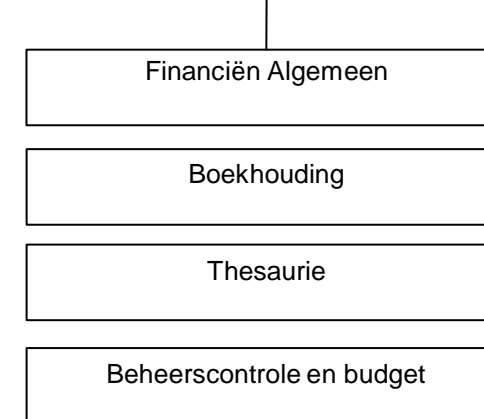 Financiën Algemeen
Boekhouding
Thesaurie
Beheerscontrole en budget